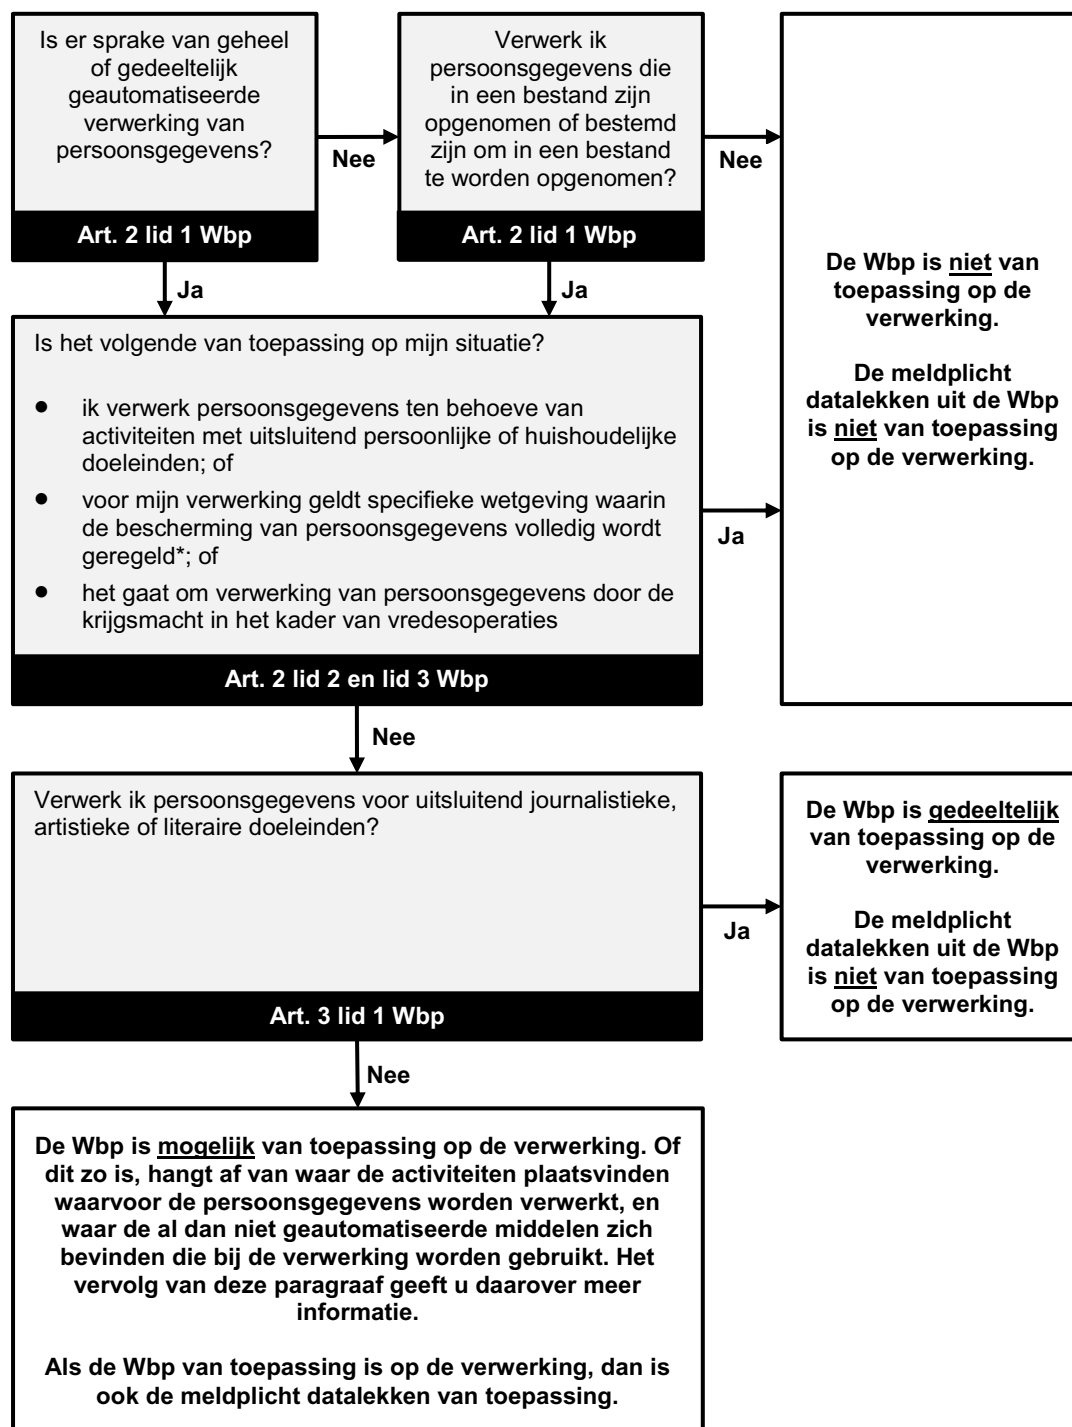 Is er sprake van geheel
of gedeeltelijk
geautomatiseerde
verwerking van
persoonsgegevens?
Art. 2 lid 1 Wbp
Nee
Verwerk ik
persoonsgegevens die
in een bestand zijn
opgenomen of bestemd
zijn om in een bestand
te worden opgenomen?
Art. 2 lid 1 Wbp
Nee
De Wbp is niet van
toepassing op de
verwerking.
De meldplicht
datalekken uit de Wbp
is niet van toepassing
op de verwerking.
Ja
Ja
Is het volgende van toepassing op mijn situatie?
● ik verwerk persoonsgegevens ten behoeve van
activiteiten met uitsluitend persoonlijke of huishoudelijke
doeleinden; of
● voor mijn verwerking geldt specifieke wetgeving waarin
de bescherming van persoonsgegevens volledig wordt
geregeld*; of
● het gaat om verwerking van persoonsgegevens door de
krijgsmacht in het kader van vredesoperaties
Art. 2 lid 2 en lid 3 Wbp
Ja
Nee
Verwerk ik persoonsgegevens voor uitsluitend journalistieke,
artistieke of literaire doeleinden?
Art. 3 lid 1 Wbp
Ja
De Wbp is gedeeltelijk
van toepassing op de
verwerking.
De meldplicht
datalekken uit de Wbp
is niet van toepassing
op de verwerking.
Nee
De Wbp is mogelijk van toepassing op de verwerking. Of
dit zo is, hangt af van waar de activiteiten plaatsvinden
waarvoor de persoonsgegevens worden verwerkt, en
waar de al dan niet geautomatiseerde middelen zich
bevinden die bij de verwerking worden gebruikt. Het
vervolg van deze paragraaf geeft u daarover meer
informatie.
Als de Wbp van toepassing is op de verwerking, dan is
ook de meldplicht datalekken van toepassing.